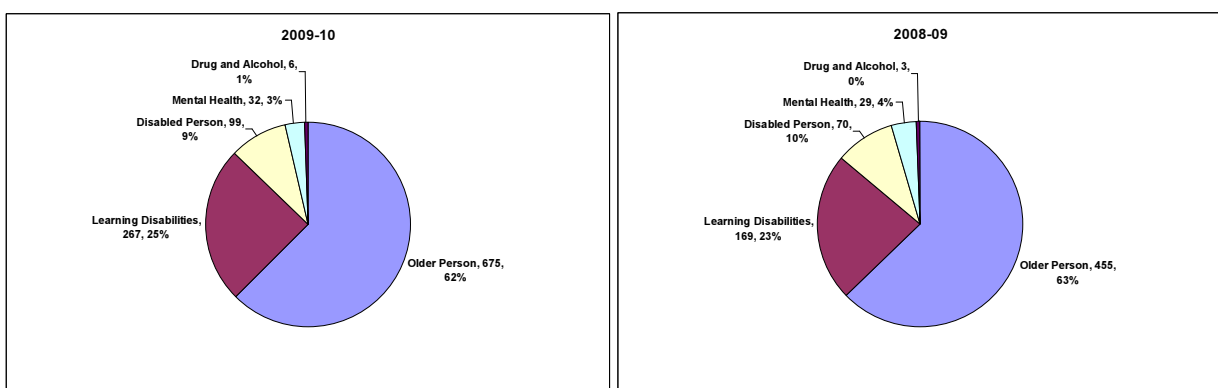 2009-10
Drug and Alcohol, 6,
1%
Mental Health, 32, 3%
Disabled Person, 99,
9%
Learning Disabilities,
267, 25%
Older Person, 675,
62%
2008-09
Drug and Alcohol, 3,
0%
Mental Health, 29, 4%
Disabled Person, 70,
10%
Learning Disabilities,
169, 23%
Older Person, 455,
63%